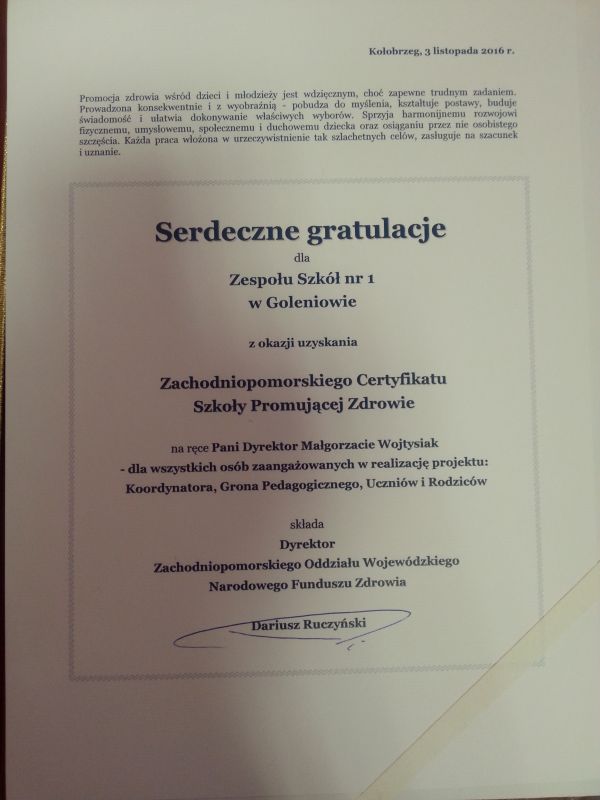 Kołobrzeg, 3 listopada 2016 r.
Promocja zdrowia wśród dzieci i młodzieży jest wdzięcznym, choć zapewne trudnym zadaniem.
Prowadzona konsekwentnie i z wyobraźnią - pobudza do myślenia, kształtuje postawy, buduje
świadomość i ułatwia dokonywanie właściwych wyborów. Sprzyja harmonijnemu rozwojowi
fizycznemu, umysłowemu, społecznemu i duchowemu dziecka oraz osiąganiu przez nie osobistego
szczęścia. Każda praca włożona w urzeczywistnienie tak szlachetnych celów, zasługuje na szacunek
i uznanie.
Serdeczne gratulacje
dla
Zespołu Szkół nr 1
w Goleniowie
z okazji uzyskania
Zachodniopomorskiego Certyfikatu
Szkoły Promującej Zdrowie
na ręce Pani Dyrektor Małgorzacie Wojtysiak
- dla wszystkich osób zaangażowanych w realizację projektu:
Koordynatora, Grona Pedagogicznego, Uczniów i Rodziców
składa
Dyrektor
Zachodniopomorskiego Oddziału Wojewódzkiego
Narodowego Funduszu Zdrowia
Dariusz Ruczyński